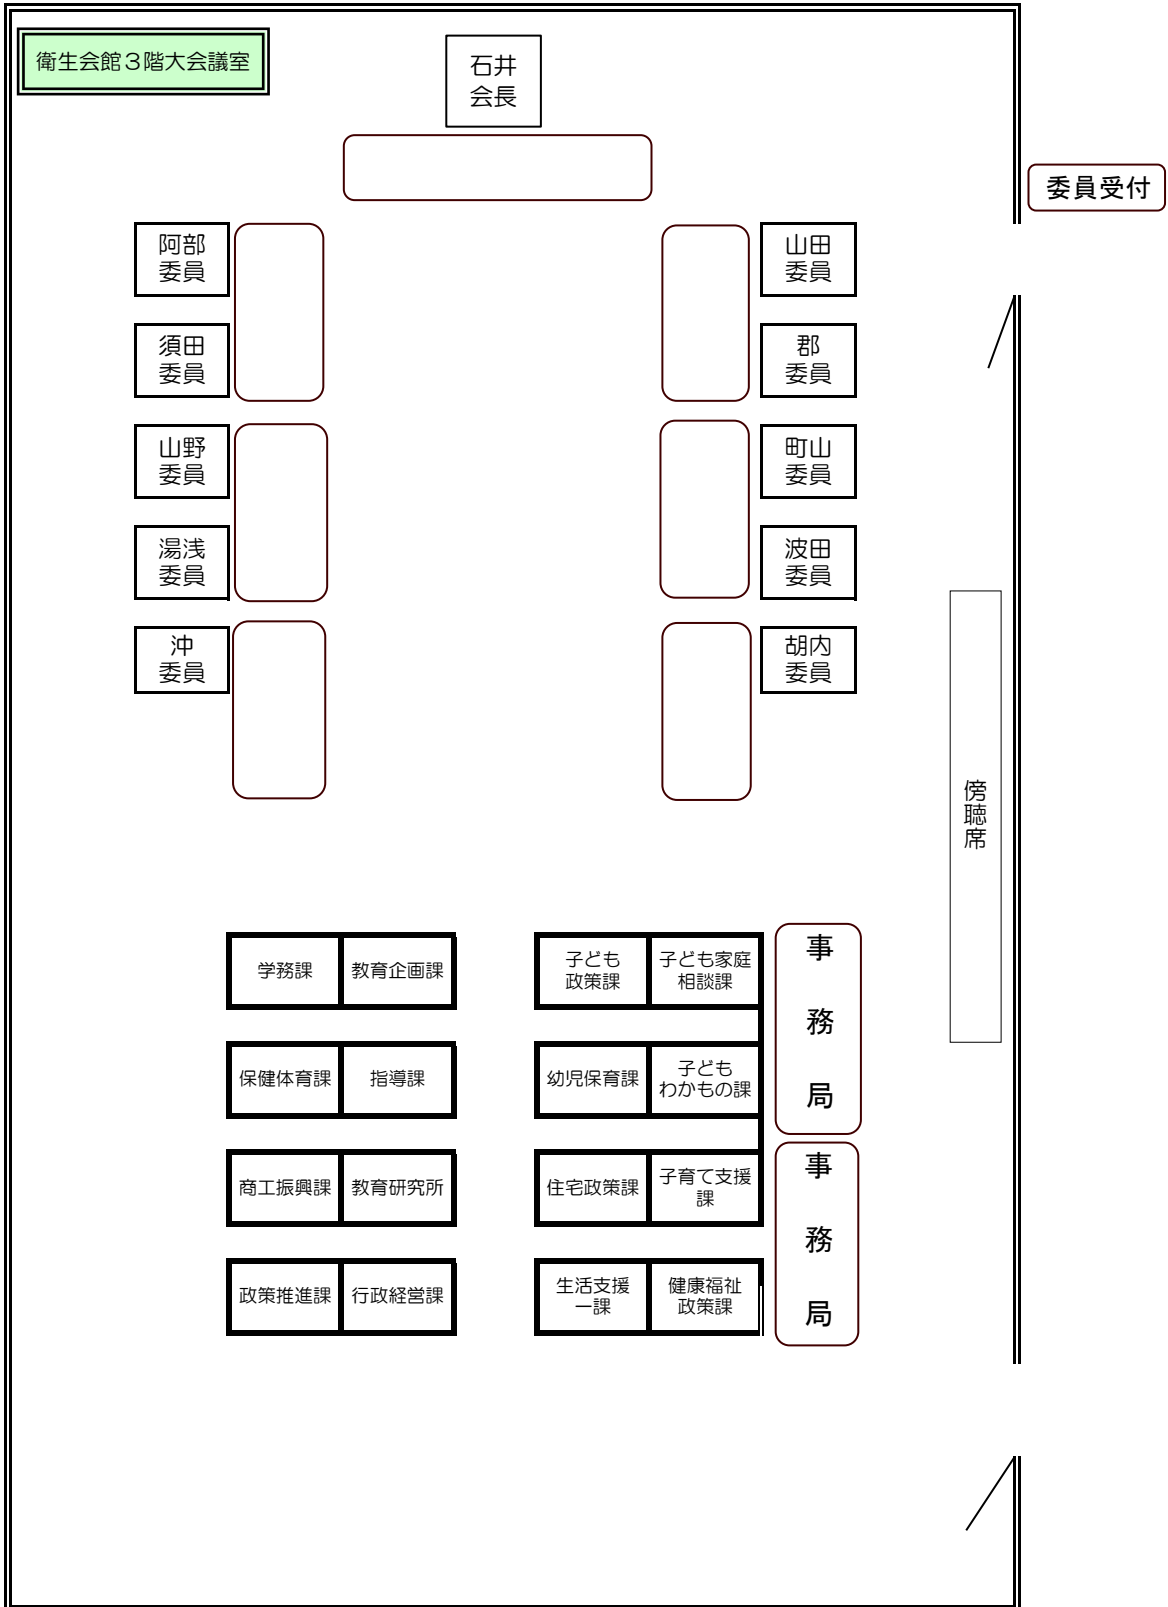 衛生会館３階大会議室
石井
会長
委員受付
阿部
委員
山田
委員
須田
委員
郡
委員
山野
委員
町山
委員
湯浅
委員
波田
委員
沖
委員
胡内
委員
傍聴席
学務課
教育企画課
子ども
政策課
子ども家庭
相談課
事務局
保健体育課
指導課
幼児保育課
子ども
わかもの課
商工振興課
教育研究所
住宅政策課
子育て支援
課
事務局
政策推進課
行政経営課
生活支援
一課
健康福祉
政策課